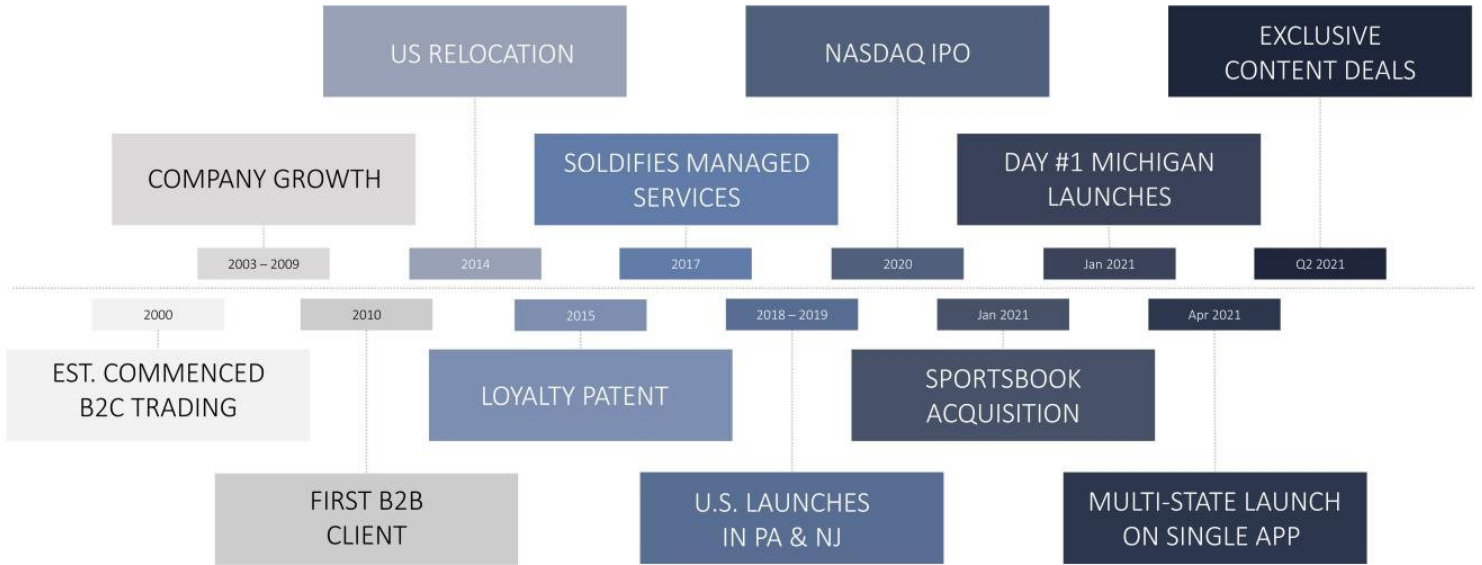 US RELOCATION
NASDAQ IPO
EXCLUSIVE
CONTENT DEALS
COMPANY GROWTH
SOLDIFIES MANAGED
SERVICES
DAY #1 MICHIGAN
LAUNCHES
2003 – 2009
2014
2017
2020
Jan 2021
Q2 2021
2000
2010
2015
2018 – 2019
Jan 2021
Apr 2021
EST. COMMENCED
B2C TRADING
LOYALTY PATENT
SPORTSBOOK
ACQUISITION
FIRST B2B
CLIENT
U.S. LAUNCHES
IN PA & NJ
MULTI-STATE LAUNCH
ON SINGLE APP